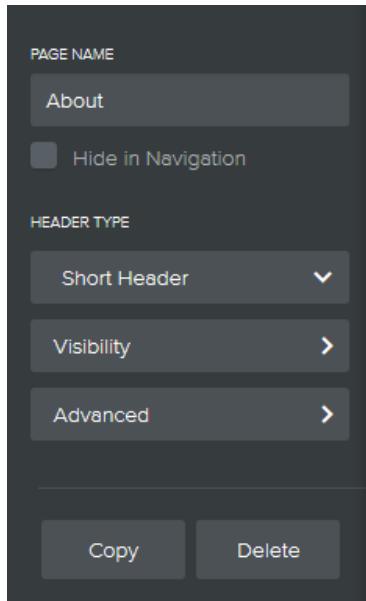 PAGE NAME
About
Hide in Navigation
HEADER TYPE
Short Header
Visibility
Advanced
Copy Delete